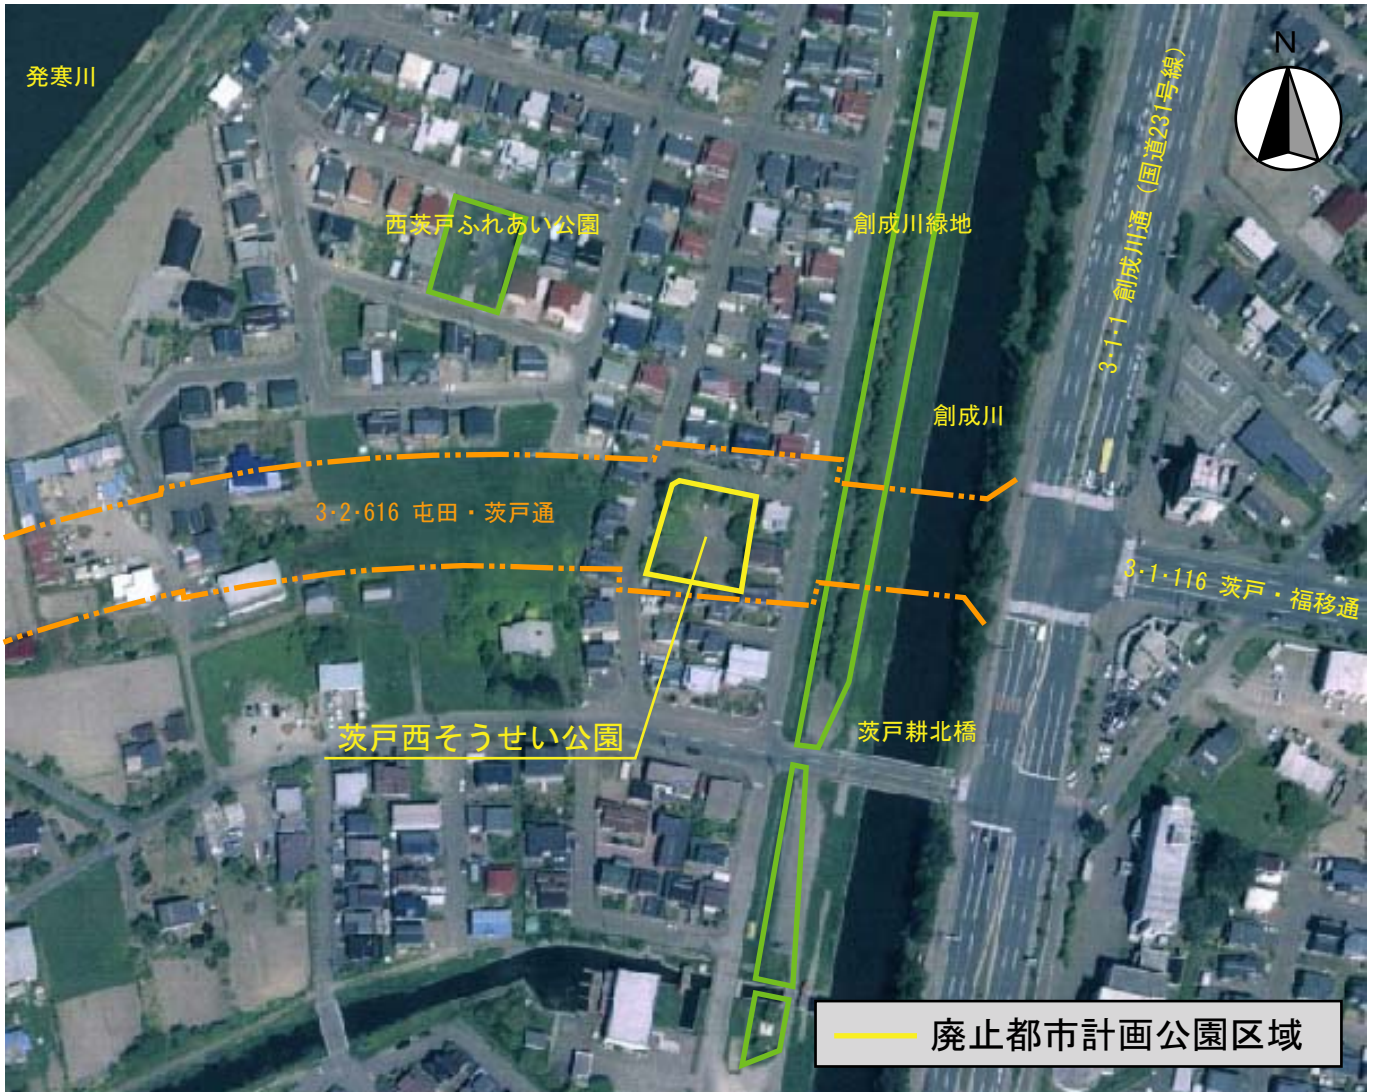 発寒川
N
西茨戸ふれあい公園
創成川緑地
3・1・1 創成川通 (国道231号線)
創成川
3・2・616 屯田・茨戸通
3・1・116 茨戸・福移通
茨戸西そうせい公園
茨戸耕北橋
廃止都市計画公園区域